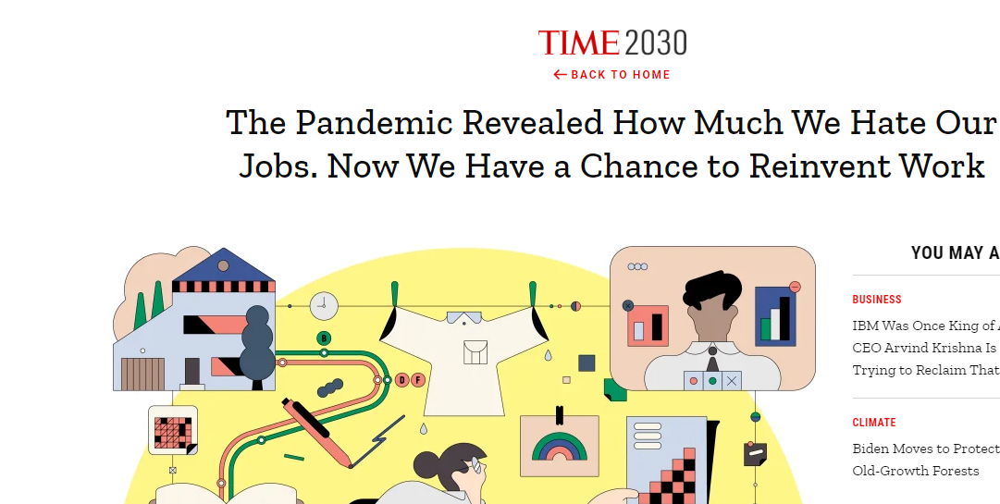 TIME 2030
BACK TO HOME
The Pandemic Revealed How Much We Hate Our
Jobs. Now We Have a Chance to Reinvent Work
B
D F
YOU MAY A
BUSINESS
IBM Was Once King of
CEO Arvind Krishna Is
Trying to Reclaim That
CLIMATE
Biden Moves to Protect
Old-Growth Forests